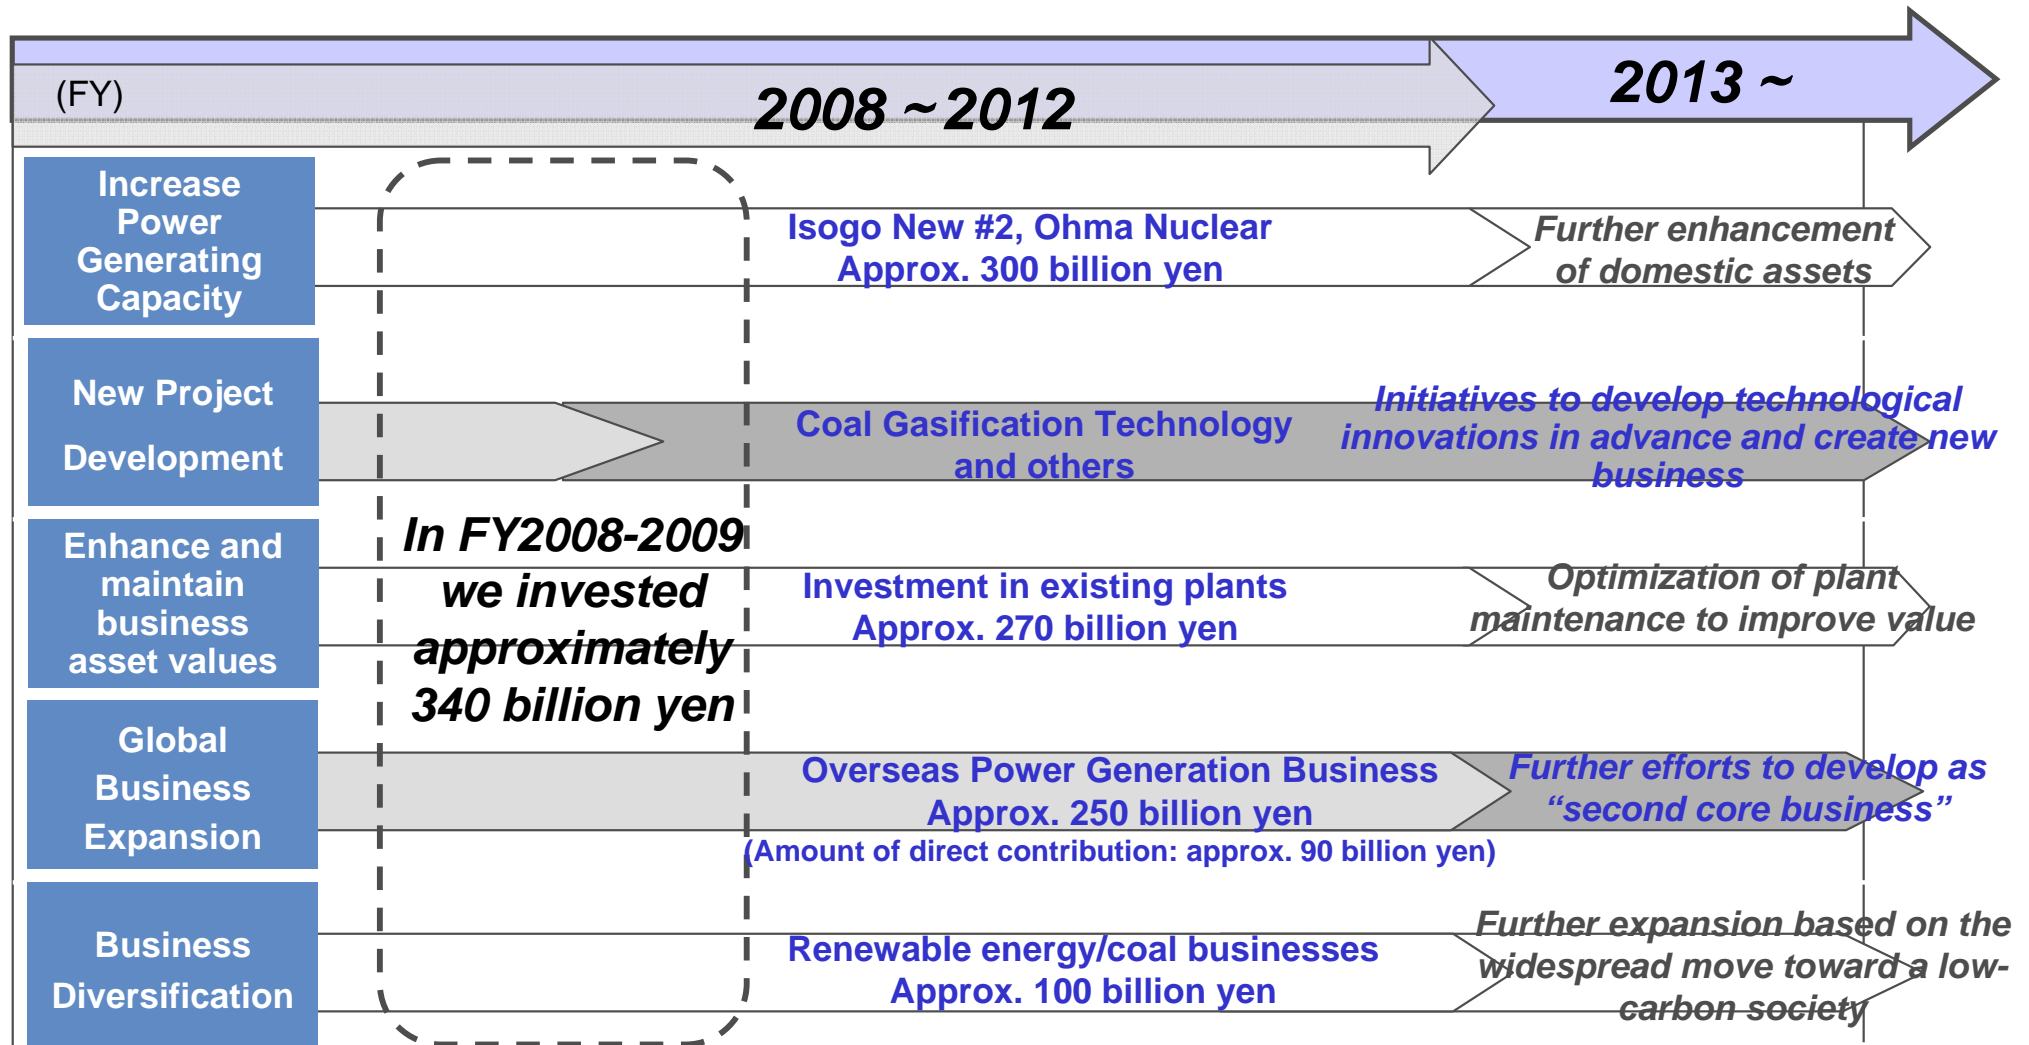 (FY)
2008 ~ 2012
2013 ~
Increase
Power
Generating
Capacity
Isogo New #2, Ohma Nuclear
Approx. 300 billion yen
Further enhancement
of domestic assets
New Project
Development
Coal Gasification Technology
and others
Initiatives to develop technological
innovations in advance and create new
business
In FY2008-2009
we invested
approximately
340 billion yen
Enhance and
maintain
business
asset values
Investment in existing plants
Approx. 270 billion yen
Optimization of plant
maintenance to improve value
Global
Business
Expansion
Overseas Power Generation Business
Approx. 250 billion yen
(Amount of direct contribution: approx. 90 billion yen)
Further efforts to develop as
“second core business”
Business
Diversification
Renewable energy/coal businesses
Approx. 100 billion yen
Further expansion based on the
widespread move toward a low-
carbon society